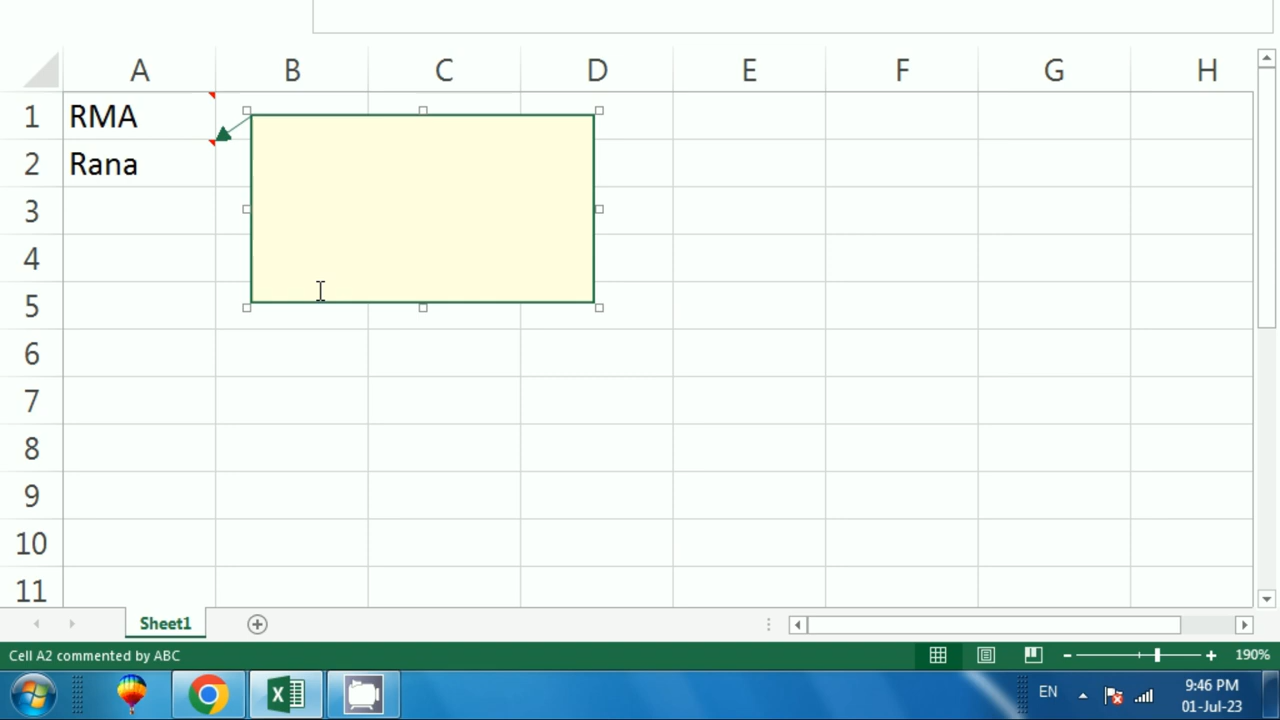 A B C D E F G H
1 RMA
2 Rana
3
4
5
6
7
8
9
10
11
Sheet1
Cell A2 commented by ABC 190%
EN 9:46 PM
01-Jul-23